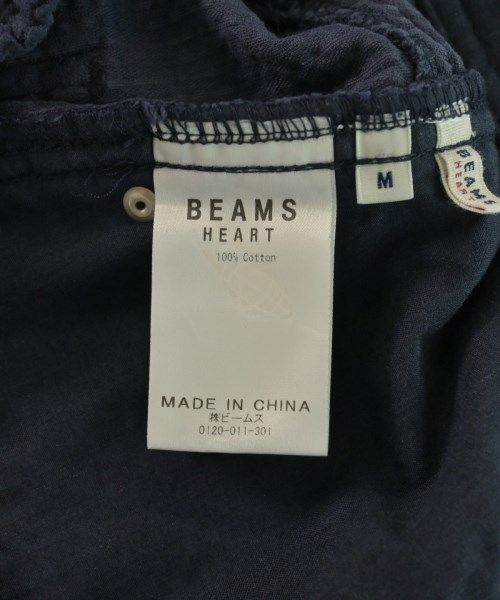 BEAMS
HEART
100% Cotton
MADE IN CHINA
㈱ビームス
0120-011-301
M
BEAMS
HEART